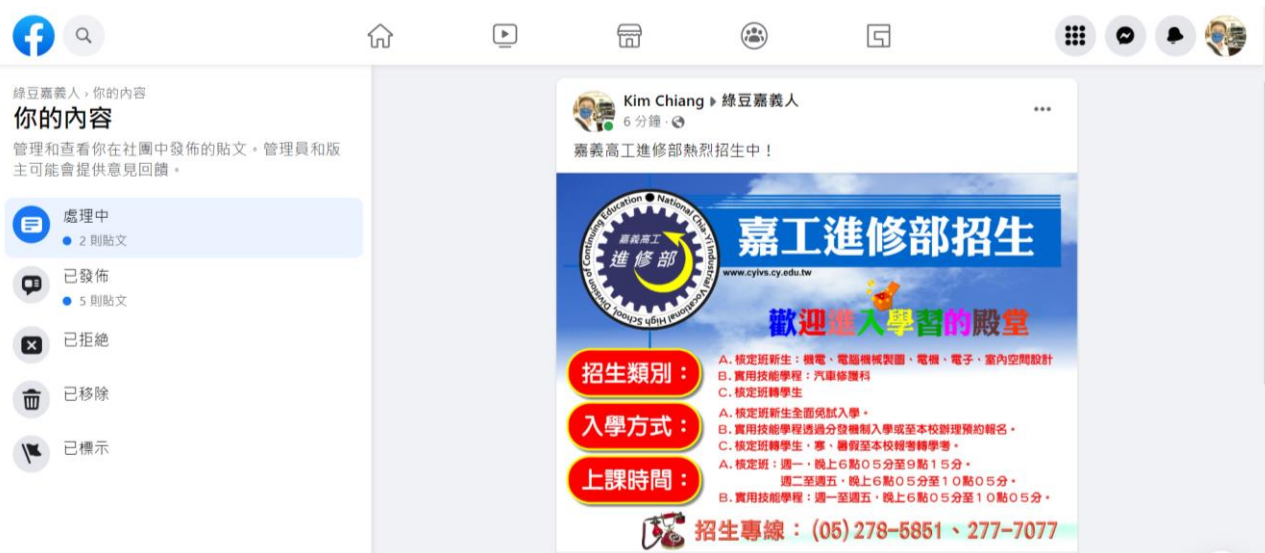 綠豆嘉義人 › 你的內容
你的內容
管理和查看你在社團中發佈的貼文。管理員和版
主可能會提供意見回饋。
處理中
2 則貼文
已發佈
5 則貼文
已拒絕
已移除
已標示
Kim Chiang ▸ 綠豆嘉義人
6 分鐘 ·
嘉義高工進修部熱烈招生中！
National Chia-Yi Industrial Vocational High School, Division of Continuing Education
嘉義高工
進修部
嘉工進修部招生
www.cyivs.cy.edu.tw
歡迎進入學習的殿堂
招生類別：
A. 核定班新生：機電、電腦機械製圖、電機、電子、室內空間設計
B. 實用技能學程：汽車修護科
C. 核定班轉學生
入學方式：
A. 核定班新生全面免試入學。
B. 實用技能學程透過分發機制入學或至本校辦理預約報名。
C. 核定班轉學生，寒、暑假至本校報考轉學考。
上課時間：
A. 核定班：週一，晚上6點05分至9點15分。
週二至週五，晚上6點05分至10點05分。
B. 實用技能學程：週一至週五，晚上6點05分至10點05分。
招生專線：(05) 278-5851、277-7077